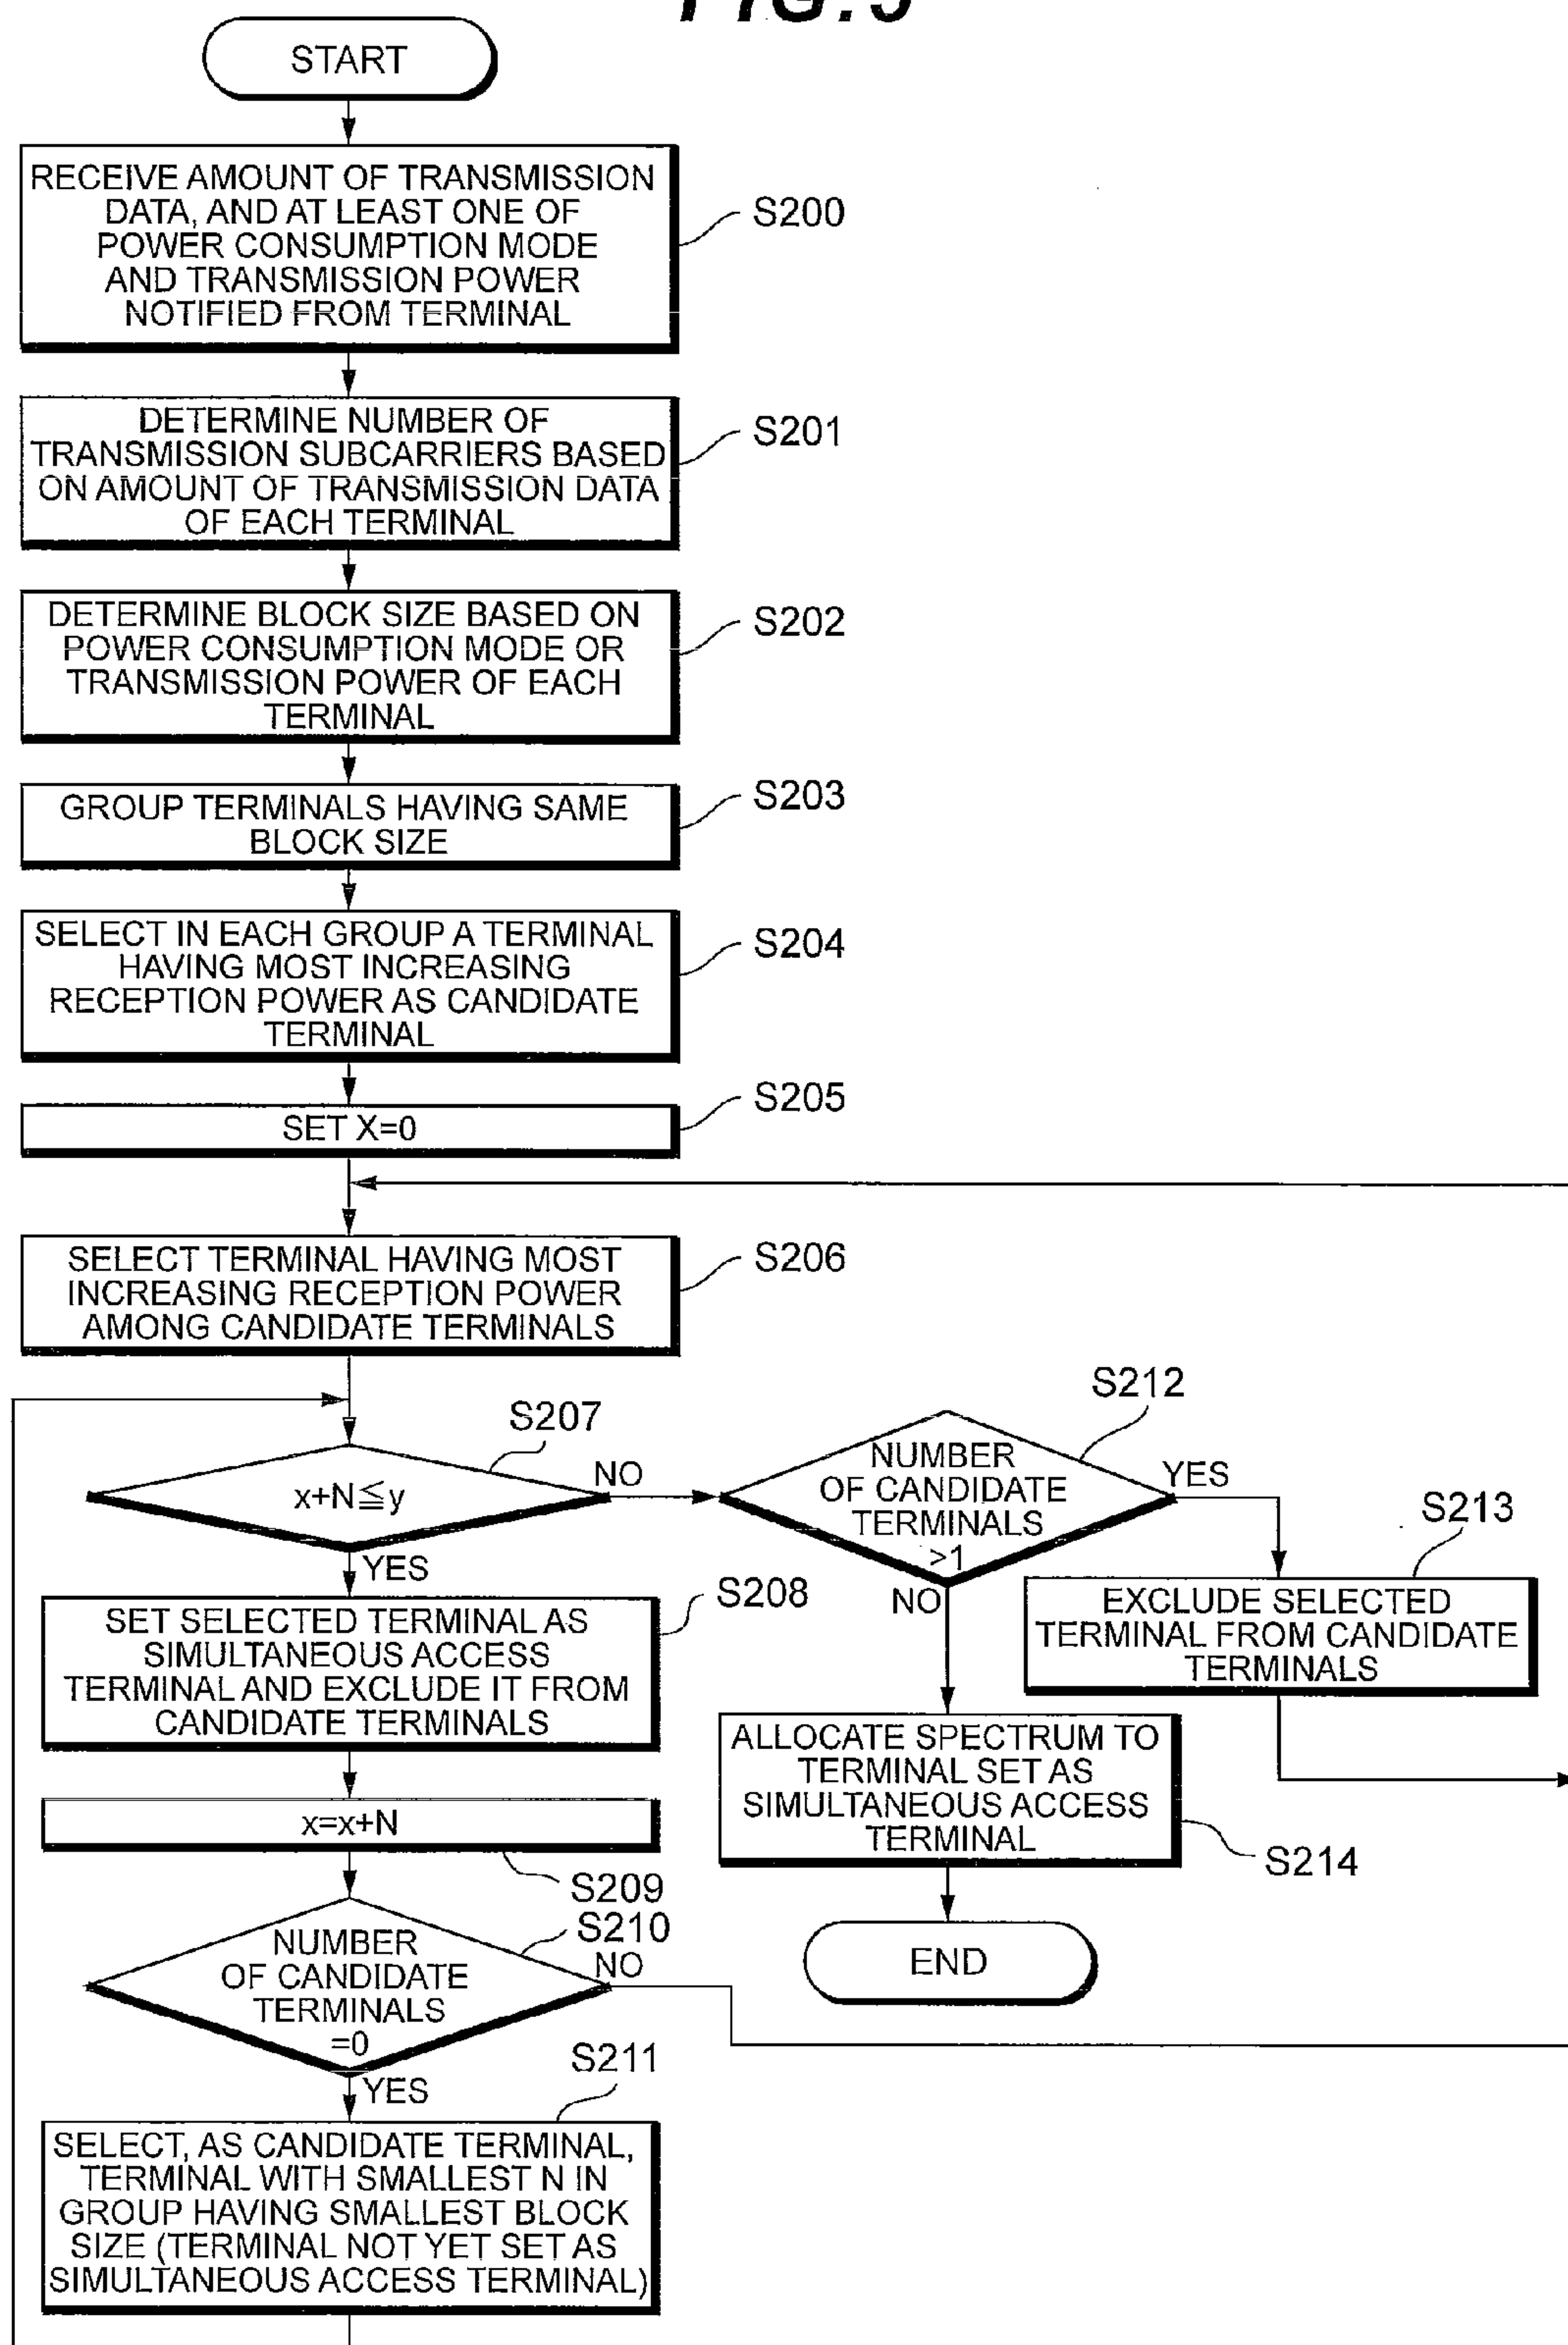 START
RECEIVE AMOUNT OF TRANSMISSION
DATA, AND AT LEAST ONE OF
POWER CONSUMPTION MODE
AND TRANSMISSION POWER
NOTIFIED FROM TERMINAL
S200
DETERMINE NUMBER OF
TRANSMISSION SUBCARRIERS BASED
ON AMOUNT OF TRANSMISSION DATA
OF EACH TERMINAL
S201
DETERMINE BLOCK SIZE BASED ON
POWER CONSUMPTION MODE OR
TRANSMISSION POWER OF EACH
TERMINAL
S202
GROUP TERMINALS HAVING SAME
BLOCK SIZE
S203
SELECT IN EACH GROUP A TERMINAL
HAVING MOST INCREASING
RECEPTION POWER AS CANDIDATE
TERMINAL
S204
SET X=0
S205
SELECT TERMINAL HAVING MOST
INCREASING RECEPTION POWER
AMONG CANDIDATE TERMINALS
S206
x+N≦y
S207
NO
YES
NUMBER
OF CANDIDATE
TERMINALS
>1
S212
YES
NO
EXCLUDE SELECTED
TERMINAL FROM CANDIDATE
TERMINALS
S213
SET SELECTED TERMINAL AS
SIMULTANEOUS ACCESS
TERMINAL AND EXCLUDE IT FROM
CANDIDATE TERMINALS
S208
ALLOCATE SPECTRUM TO
TERMINAL SET AS
SIMULTANEOUS ACCESS
TERMINAL
S214
END
x=x+N
S209
NUMBER
OF CANDIDATE
TERMINALS
=0
S210
NO
YES
SELECT, AS CANDIDATE TERMINAL,
TERMINAL WITH SMALLEST N IN
GROUP HAVING SMALLEST BLOCK
SIZE (TERMINAL NOT YET SET AS
SIMULTANEOUS ACCESS TERMINAL)
S211